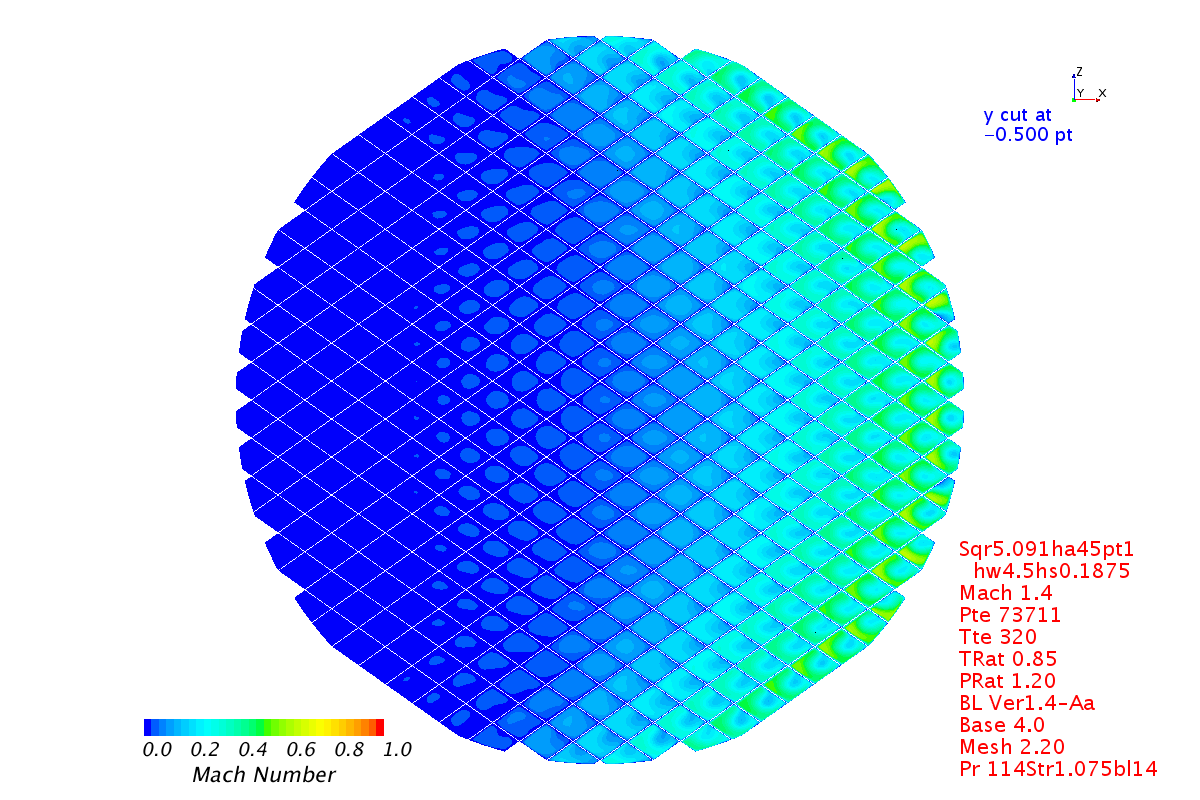 Z
Y X
y cut at
−0.500 pt
Sqr5.091ha45pt1
hw4.5hs0.1875
Mach 1.4
Pte 73711
Tte 320
TRat 0.85
PRat 1.20
BL Ver1.4−Aa
Base 4.0
Mesh 2.20
Pr 114Str1.075bl14
0.0 0.2 0.4 0.6 0.8 1.0
Mach Number